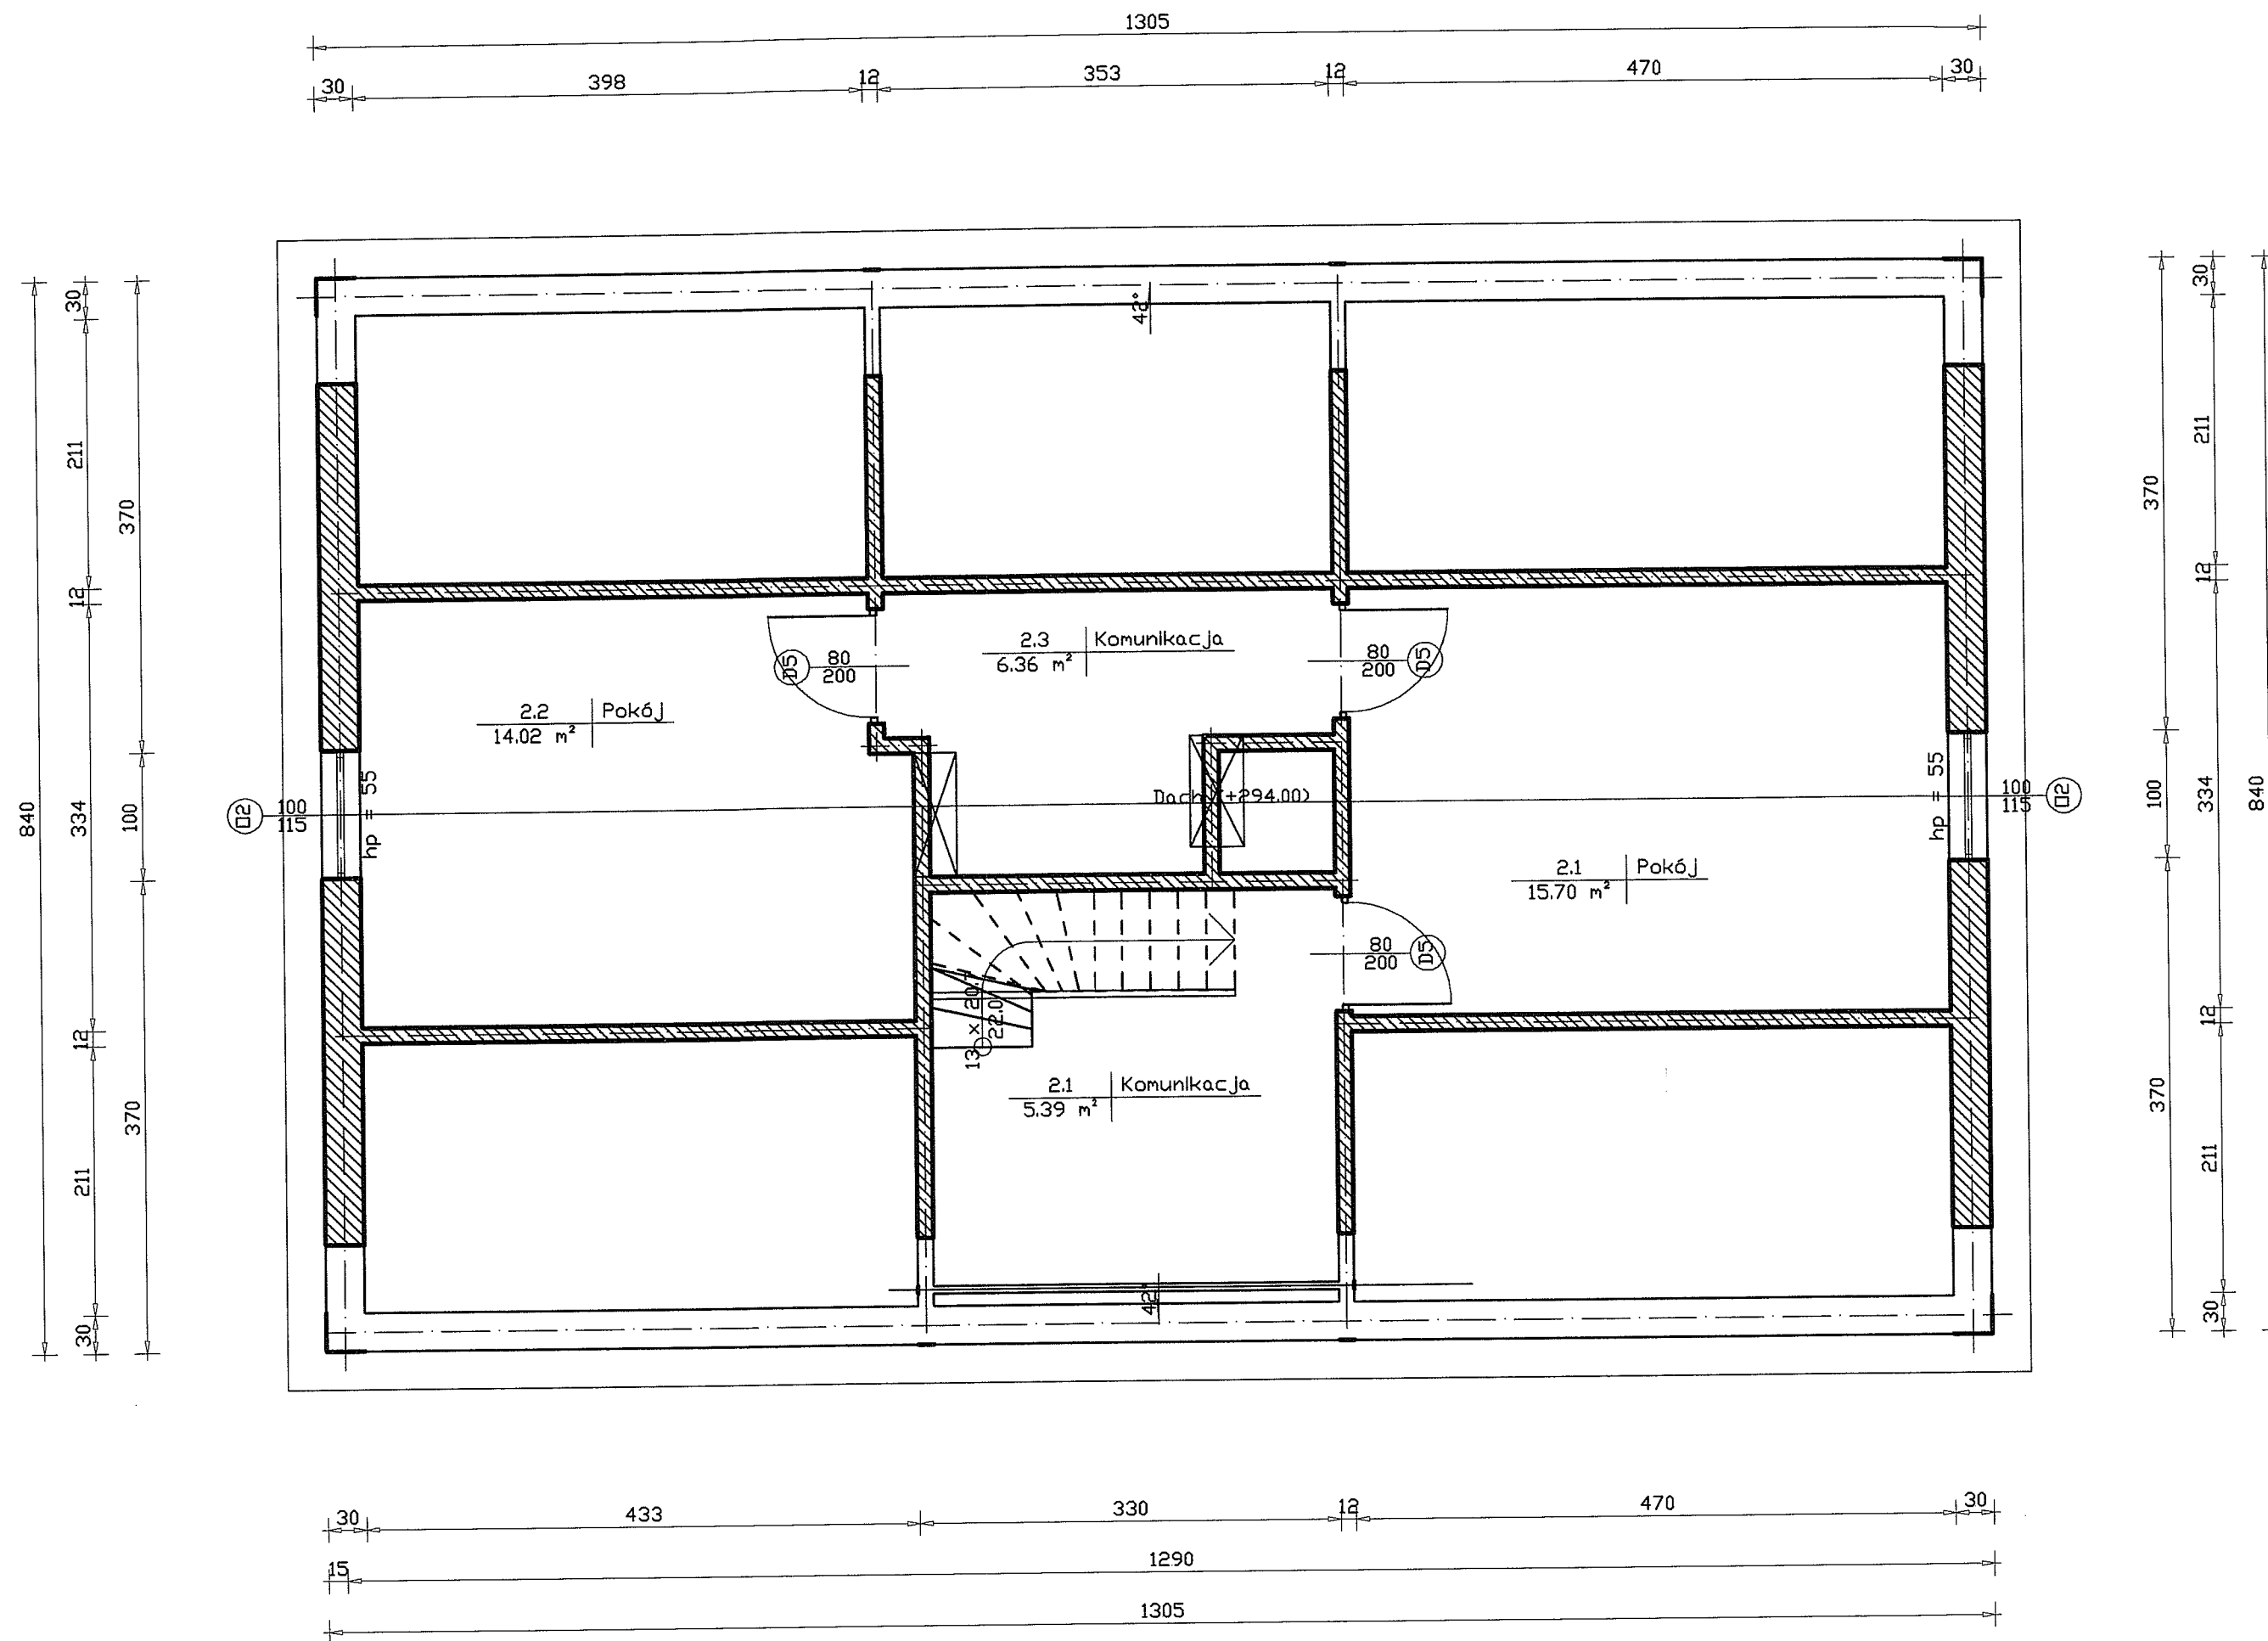 1305
30 398 12 353 12 470 30
42°
30 211 12 334 12 211 30
370 100 370
840
30 211 12 334 12 211 30
370 100 370
840
2.3 Komunikacja
6.36 m²
D5 80
200
80 D5
200
2.2 Pokój
14.02 m²
O2 100
115
hp = 55
Dach (+294.00)
hp = 55
100 O2
115
2.1 Pokój
15.70 m²
80 D5
200
13 x 20.7
22.0
2.1 Komunikacja
5.39 m²
42°
30 433 330 12 470 30
15 1290
1305